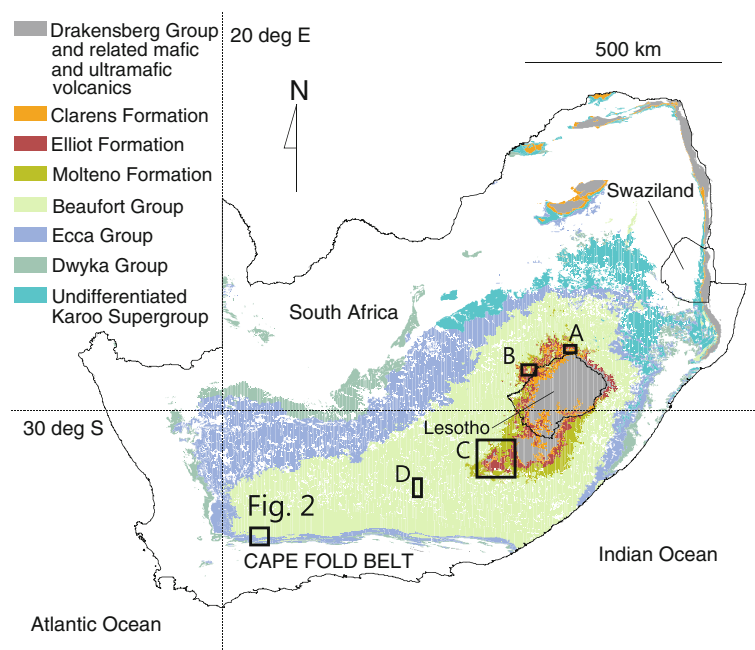 Drakensberg Group
and related mafic
and ultramafic
volcanics
Clarens Formation
Elliot Formation
Molteno Formation
Beaufort Group
Ecca Group
Dwyka Group
Undifferentiated
Karoo Supergroup
20 deg E
500 km
N
Swaziland
South Africa
A
B
30 deg S
Lesotho
C
D
Fig. 2
CAPE FOLD BELT
Indian Ocean
Atlantic Ocean